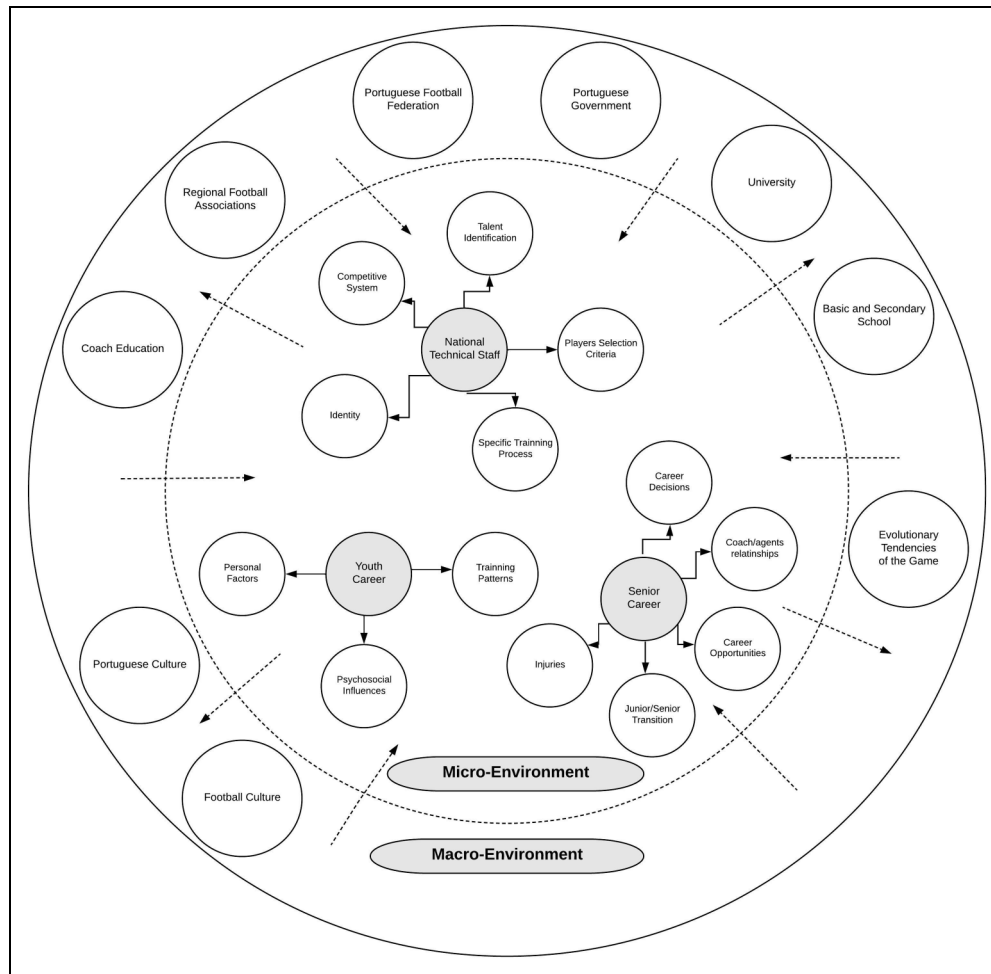 Portuguese Football
Federation
Portuguese
Government
Regional Football
Associations
University
Talent
Identification
Competitive
System
Basic and Secondary
School
Coach Education
National
Technical Staff
Players Selection
Criteria
Identity
Specific Trainning
Process
Career
Decisions
Evolutionary
Tendencies
of the Game
Coach/agents
relationships
Personal
Factors
Youth
Career
Trainning
Patterns
Senior
Career
Portuguese Culture
Psychosocial
Influences
Injuries
Career
Opportunities
Junior/Senior
Transition
Football Culture
Micro-Environment
Macro-Environment